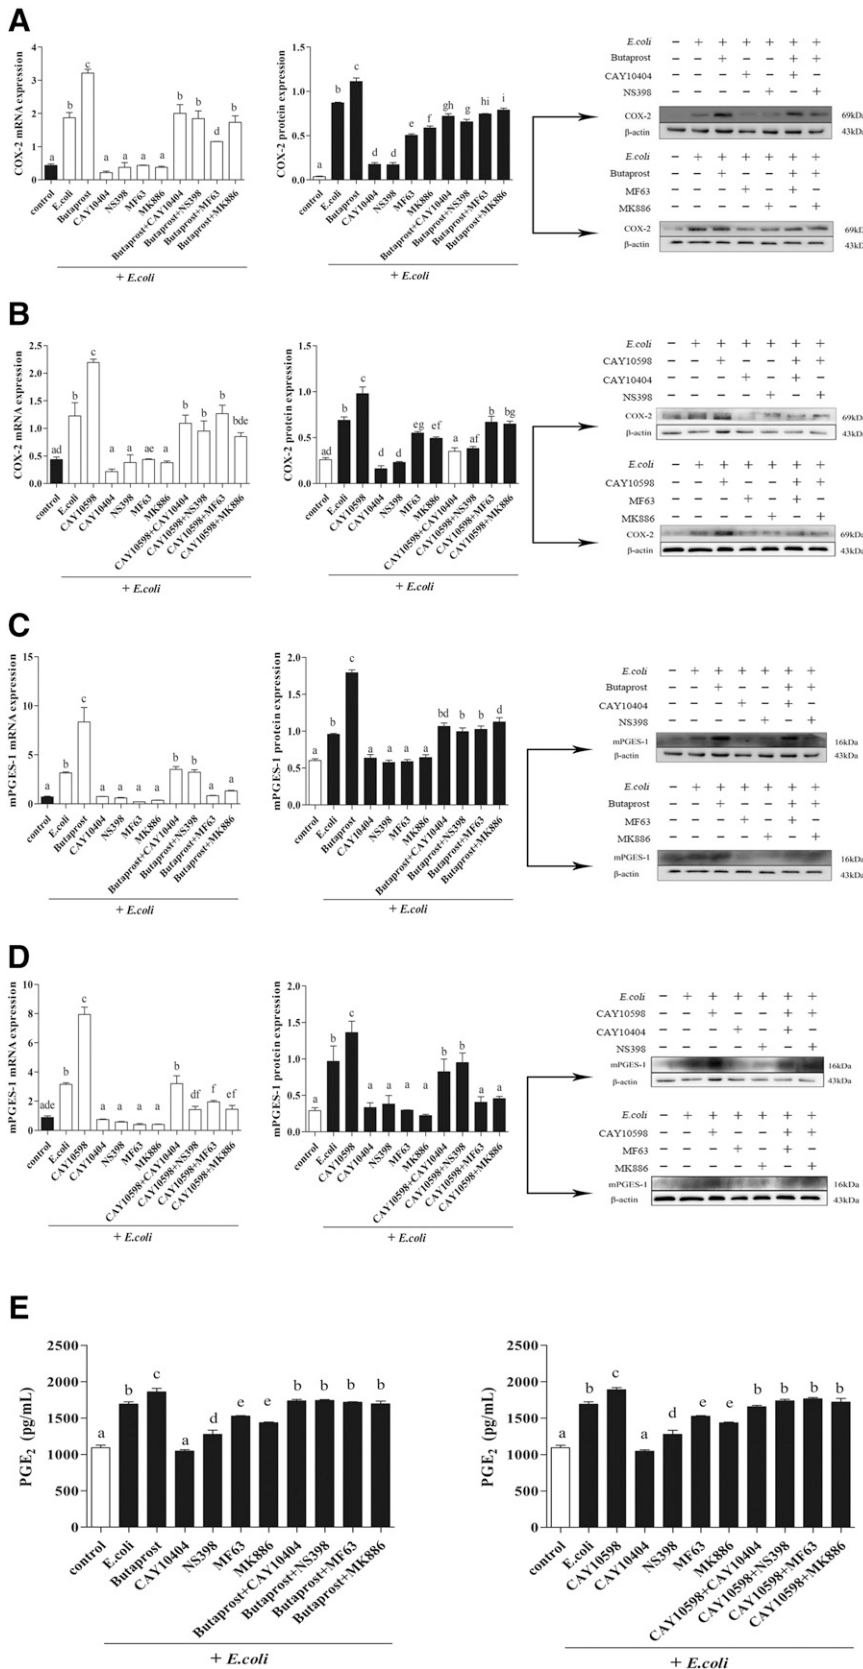 A
COX-2 mRNA expression
4
3
2
1
0
a
b
c
a
a
a
a
b
b
d
b
control
E.coli
Butaprost
CAY10404
NS398
MF63
MK886
Butaprost+CAY10404
Butaprost+NS398
Butaprost+MF63
Butaprost+MK886
+ E.coli
COX-2 protein expression
1.5
1.0
0.5
0.0
a
b
c
d
d
e
f
gh
g
hi
i
control
E.coli
Butaprost
CAY10404
NS398
MF63
MK886
Butaprost+CAY10404
Butaprost+NS398
Butaprost+MF63
Butaprost+MK886
+ E.coli
E.coli − + + + + + +
Butaprost − − + − − + +
CAY10404 − − − + − + −
NS398 − − − − + − +
COX-2 69kDa
β-actin 43kDa
E.coli − + + + + + +
Butaprost − − + − − + +
MF63 − − − + − + −
MK886 − − − − + − +
COX-2 69kDa
β-actin 43kDa
B
COX-2 mRNA expression
2.5
2.0
1.5
1.0
0.5
0.0
ad
b
c
a
a
ae
a
b
b
b
bde
control
E.coli
CAY10598
CAY10404
NS398
MF63
MK886
CAY10598+CAY10404
CAY10598+NS398
CAY10598+MF63
CAY10598+MK886
+ E.coli
COX-2 protein expression
1.5
1.0
0.5
0.0
ad
b
c
d
d
eg
ef
a
af
b
bg
control
E.coli
CAY10598
CAY10404
NS398
MF63
MK886
CAY10598+CAY10404
CAY10598+NS398
CAY10598+MF63
CAY10598+MK886
+ E.coli
E.coli − + + + + + +
CAY10598 − − + − − + +
CAY10404 − − − + − + −
NS398 − − − − + − +
COX-2 69kDa
β-actin 43kDa
E.coli − + + + + + +
CAY10598 − − + − − + +
MF63 − − − + − + −
MK886 − − − − + − +
COX-2 69kDa
β-actin 43kDa
C
mPGES-1 mRNA expression
15
10
5
0
a
b
c
a
a
a
a
b
b
a
a
control
E.coli
Butaprost
CAY10404
NS398
MF63
MK886
Butaprost+CAY10404
Butaprost+NS398
Butaprost+MF63
Butaprost+MK886
+ E.coli
mPGES-1 protein expression
2.0
1.5
1.0
0.5
0.0
a
b
c
a
a
a
a
bd
b
b
d
control
E.coli
Butaprost
CAY10404
NS398
MF63
MK886
Butaprost+CAY10404
Butaprost+NS398
Butaprost+MF63
Butaprost+MK886
+ E.coli
E.coli − + + + + + +
Butaprost − − + − − + +
CAY10404 − − − + − + −
NS398 − − − − + − +
mPGES-1 16kDa
β-actin 43kDa
E.coli − + + + + + +
Butaprost − − + − − + +
MF63 − − − + − + −
MK886 − − − − + − +
mPGES-1 16kDa
β-actin 43kDa
D
mPGES-1 mRNA expression
10
8
6
4
2
0
ade
b
c
a
a
a
a
b
df
f
ef
control
E.coli
CAY10598
CAY10404
NS398
MF63
MK886
CAY10598+CAY10404
CAY10598+NS398
CAY10598+MF63
CAY10598+MK886
+ E.coli
mPGES-1 protein expression
2.0
1.5
1.0
0.5
0.0
a
b
c
a
a
a
a
b
b
a
a
control
E.coli
CAY10598
CAY10404
NS398
MF63
MK886
CAY10598+CAY10404
CAY10598+NS398
CAY10598+MF63
CAY10598+MK886
+ E.coli
E.coli − + + + + + +
CAY10598 − − + − − + +
CAY10404 − − − + − + −
NS398 − − − − + − +
mPGES-1 16kDa
β-actin 43kDa
E.coli − + + + + + +
CAY10598 − − + − − + +
MF63 − − − + − + −
MK886 − − − − + − +
mPGES-1 16kDa
β-actin 43kDa
E
PGE2 (pg/mL)
2500
2000
1500
1000
500
0
a
b
c
a
d
e
e
b
b
b
b
control
E.coli
Butaprost
CAY10404
NS398
MF63
MK886
Butaprost+CAY10404
Butaprost+NS398
Butaprost+MF63
Butaprost+MK886
+ E.coli
PGE2 (pg/mL)
2500
2000
1500
1000
500
0
a
b
c
a
d
e
e
b
b
b
b
control
E.coli
CAY10598
CAY10404
NS398
MF63
MK886
CAY10598+CAY10404
CAY10598+NS398
CAY10598+MF63
CAY10598+MK886
+ E.coli